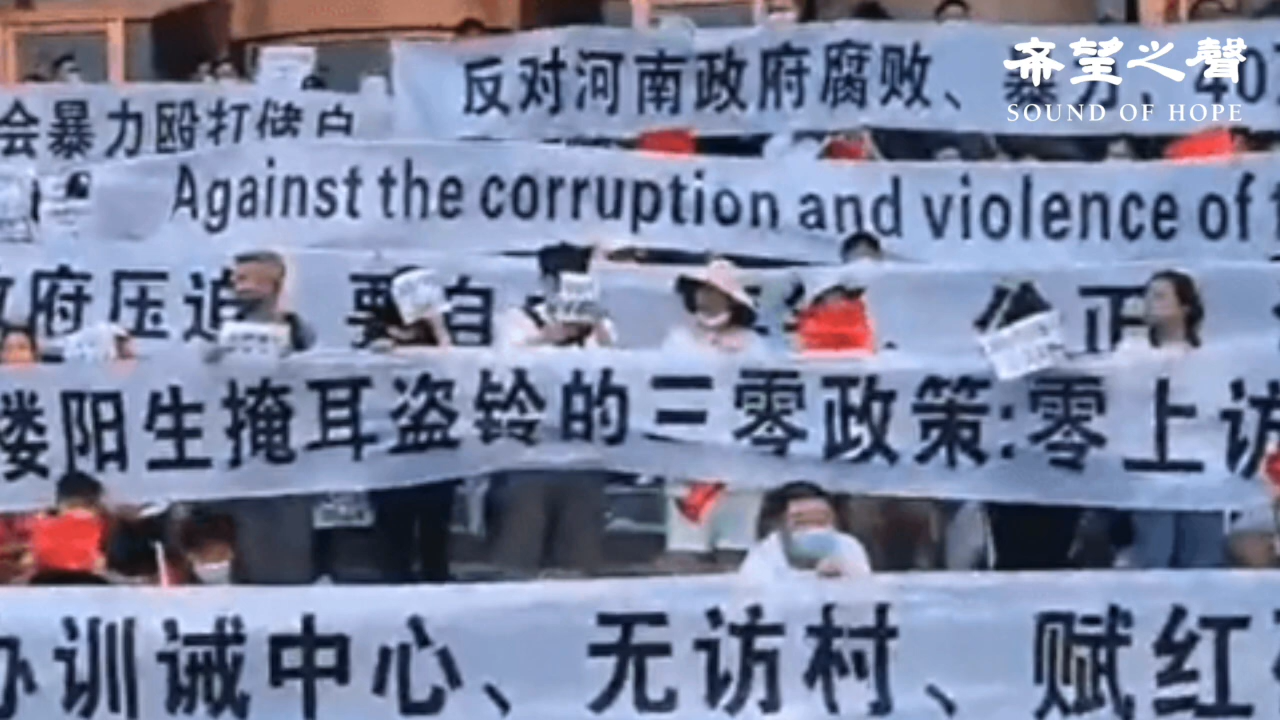 希望之聲
SOUND OF HOPE
反对河南政府腐败、暴力, 40
会暴力殴打储户
Against the corruption and violence of
政府压迫 要自
楼阳生掩耳盗铃的三零政策:零上访
办训诫中心、无访村、赋红码